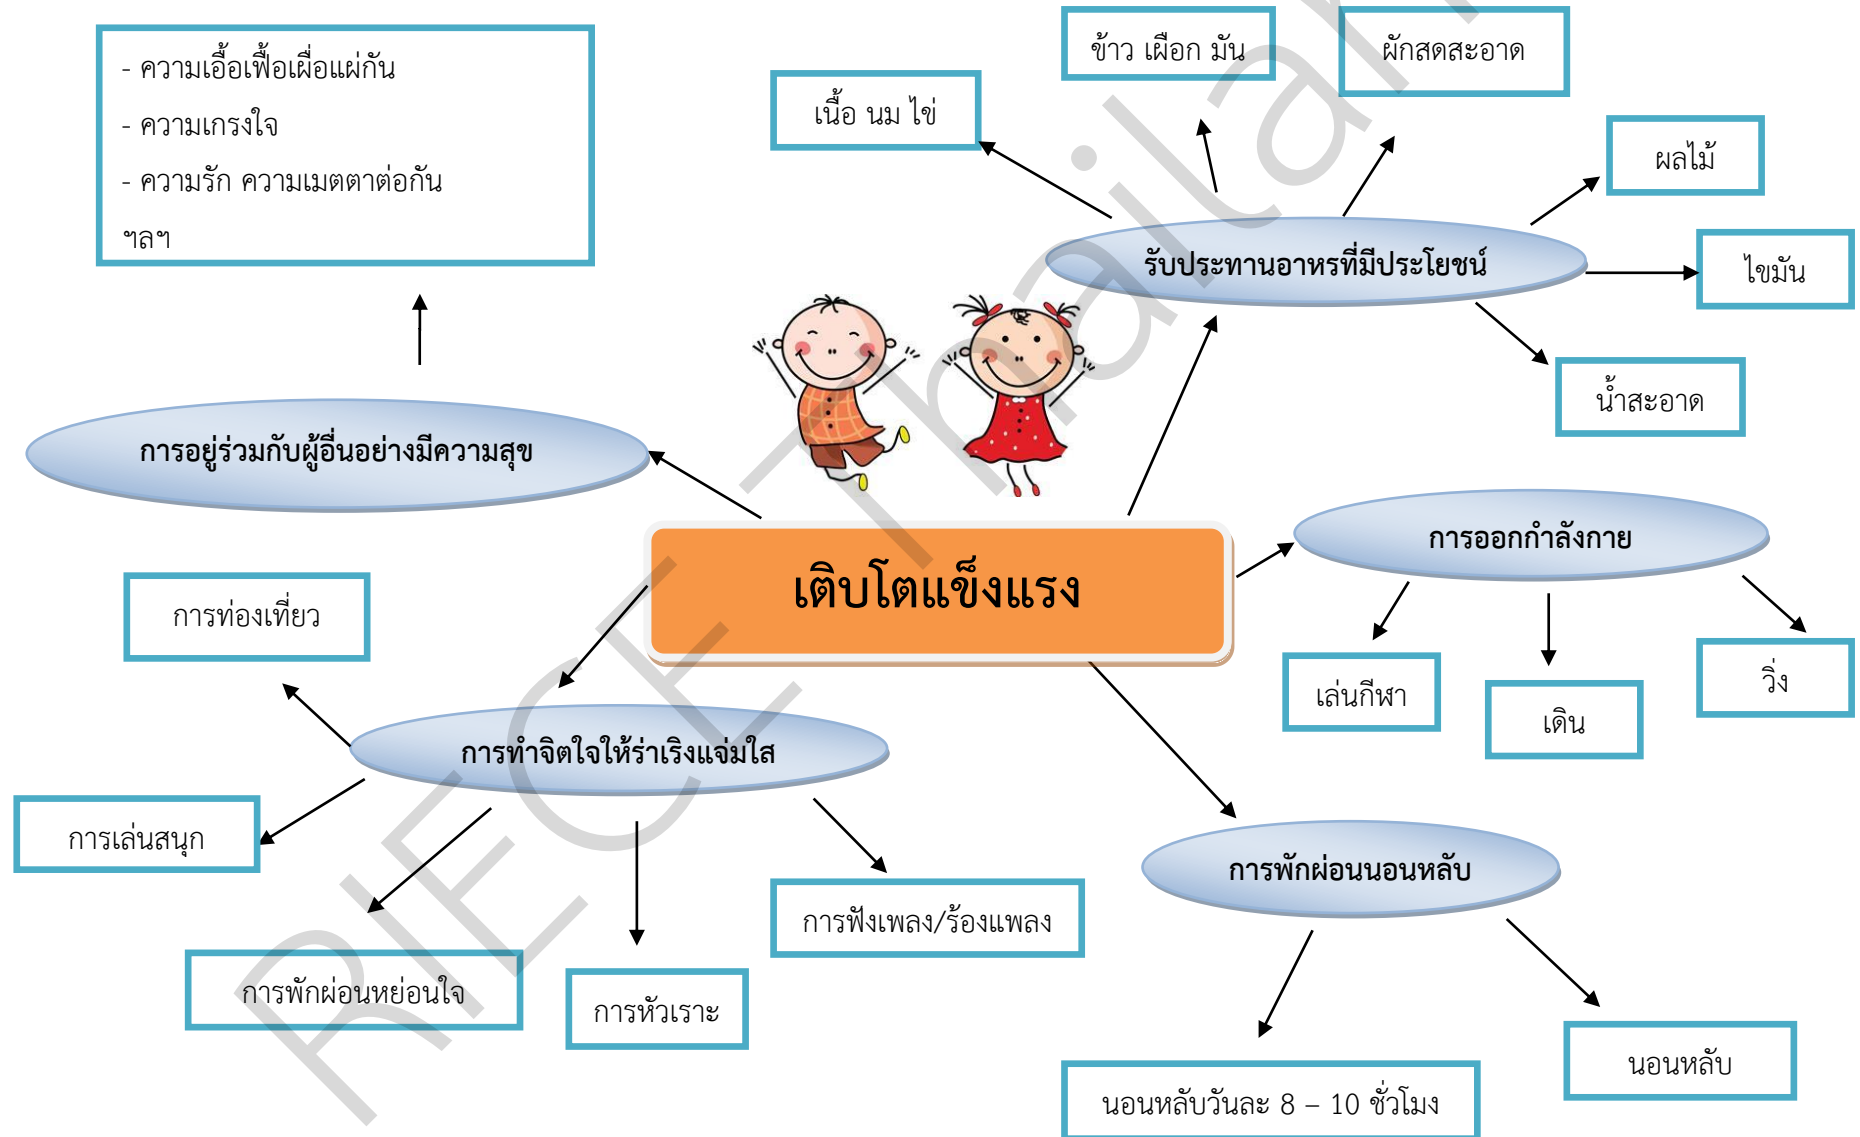 - ความเอื้อเฟื้อเผื่อแผ่กัน
- ความเกรงใจ
- ความรัก ความเมตตาต่อกัน
ฯลฯ
ข้าว เผือก มัน
ผักสดสะอาด
เนื้อ นม ไข่
ผลไม้
รับประทานอาหรที่มีประโยชน์
ไขมัน
น้ำสะอาด
การอยู่ร่วมกับผู้อื่นอย่างมีความสุข
การออกกำลังกาย
เติบโตแข็งแรง
การท่องเที่ยว
เล่นกีฬา
เดิน
วิ่ง
การทำจิตใจให้ร่าเริงแจ่มใส
การเล่นสนุก
การพักผ่อนนอนหลับ
การฟังเพลง/ร้องแพลง
การพักผ่อนหย่อนใจ
การหัวเราะ
นอนหลับ
นอนหลับวันละ 8 – 10 ชั่วโมง
RIECE Thailand